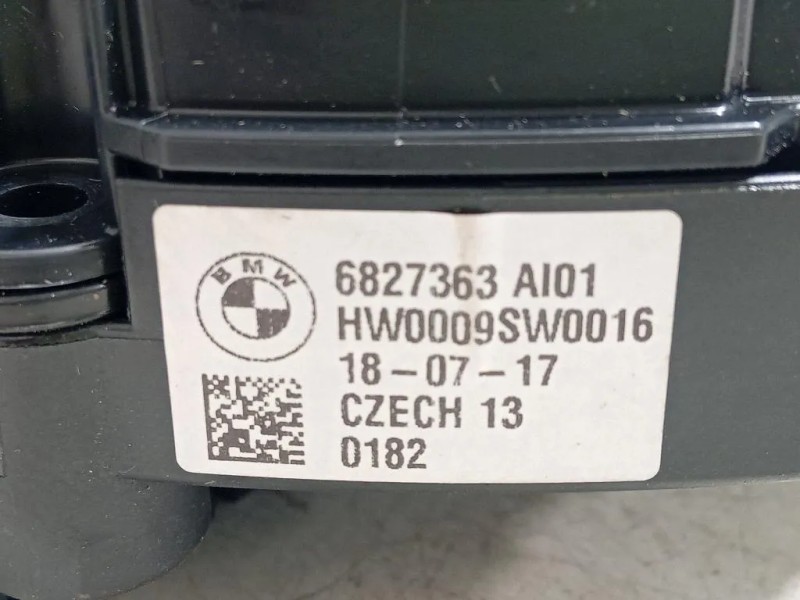 BMW
6827363 AI01
HW0009SW0016
18-07-17
CZECH 13
0182